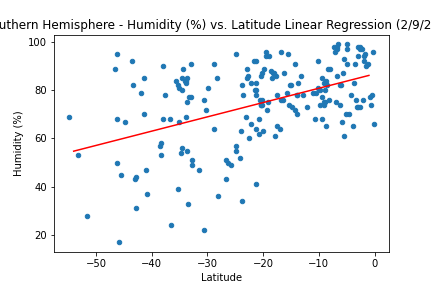 uthern Hemisphere - Humidity (%) vs. Latitude Linear Regression (2/9/2
100
80
60
40
20
Humidity (%)
−50 −40 −30 −20 −10 0
Latitude